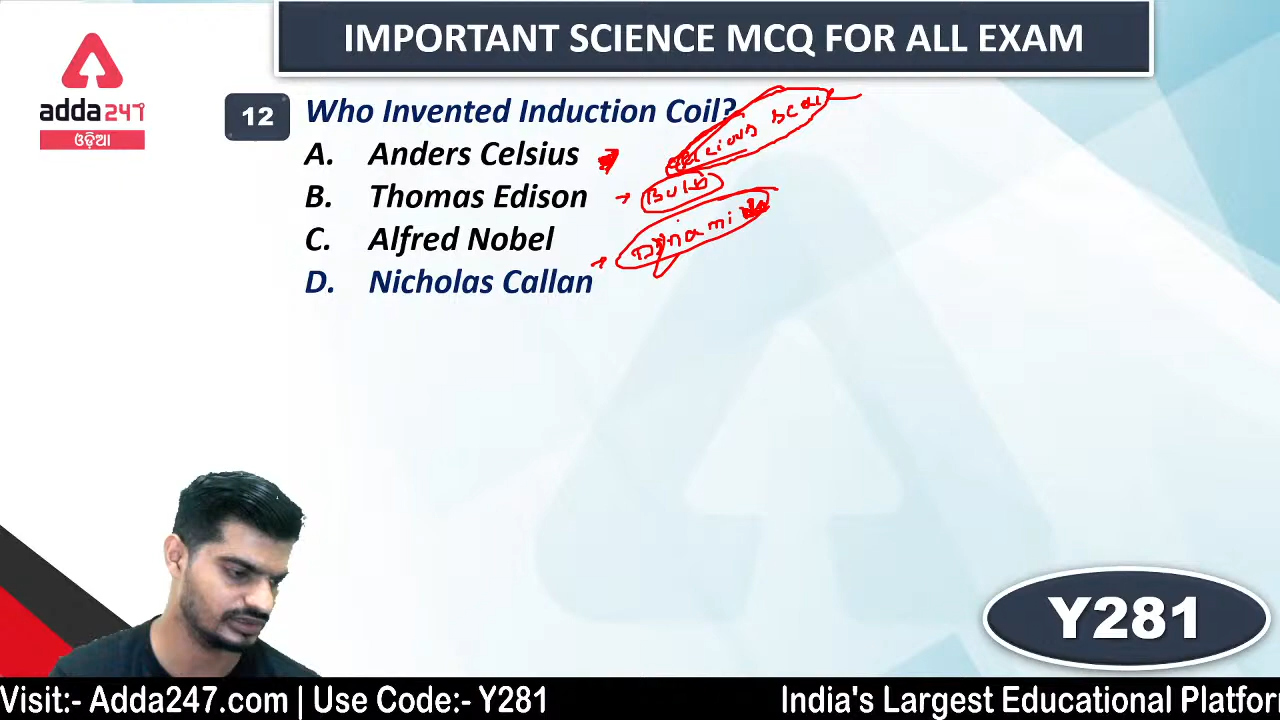 IMPORTANT SCIENCE MCQ FOR ALL EXAM
adda247
ଓଡ଼ିଆ
12 Who Invented Induction Coil?
A. Anders Celsius
B. Thomas Edison → Bulb
C. Alfred Nobel
D. Nicholas Callan
Y281
Visit:- Adda247.com | Use Code:- Y281 India's Largest Educational Platfor